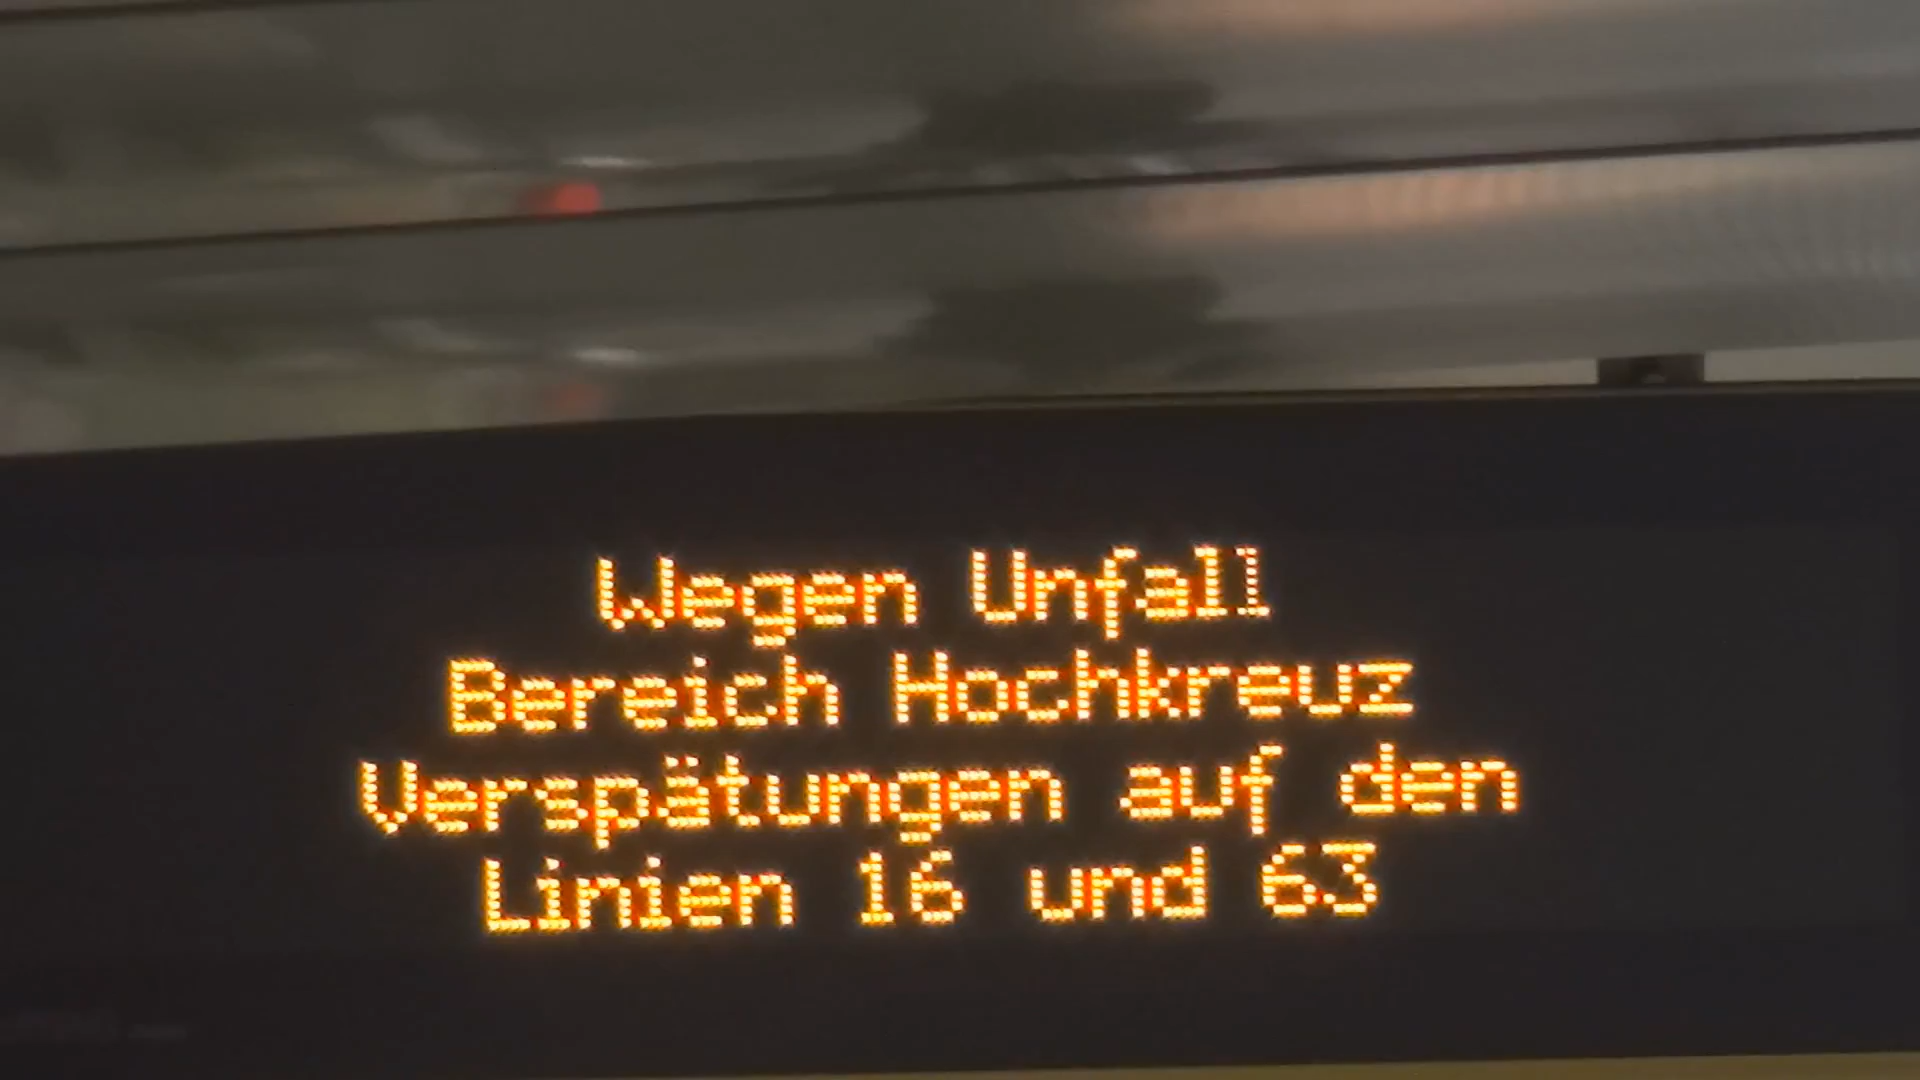 Wegen Unfall
Bereich Hochkreuz
Verspätungen auf den
Linien 16 und 63